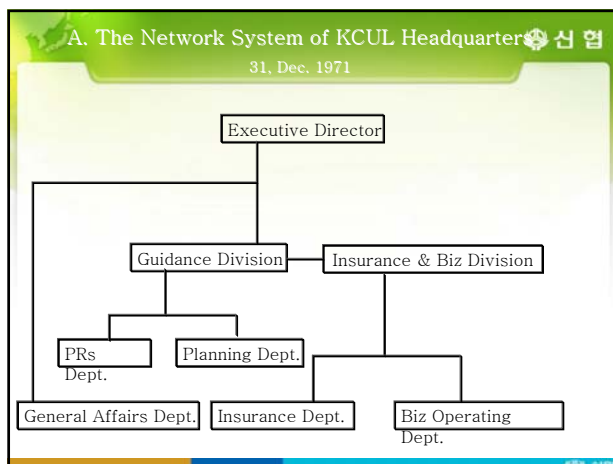 A. The Network System of KCUL Headquarters
신협
31, Dec. 1971
Executive Director
Guidance Division
Insurance & Biz Division
PRs
Dept.
Planning Dept.
General Affairs Dept.
Insurance Dept.
Biz Operating
Dept.